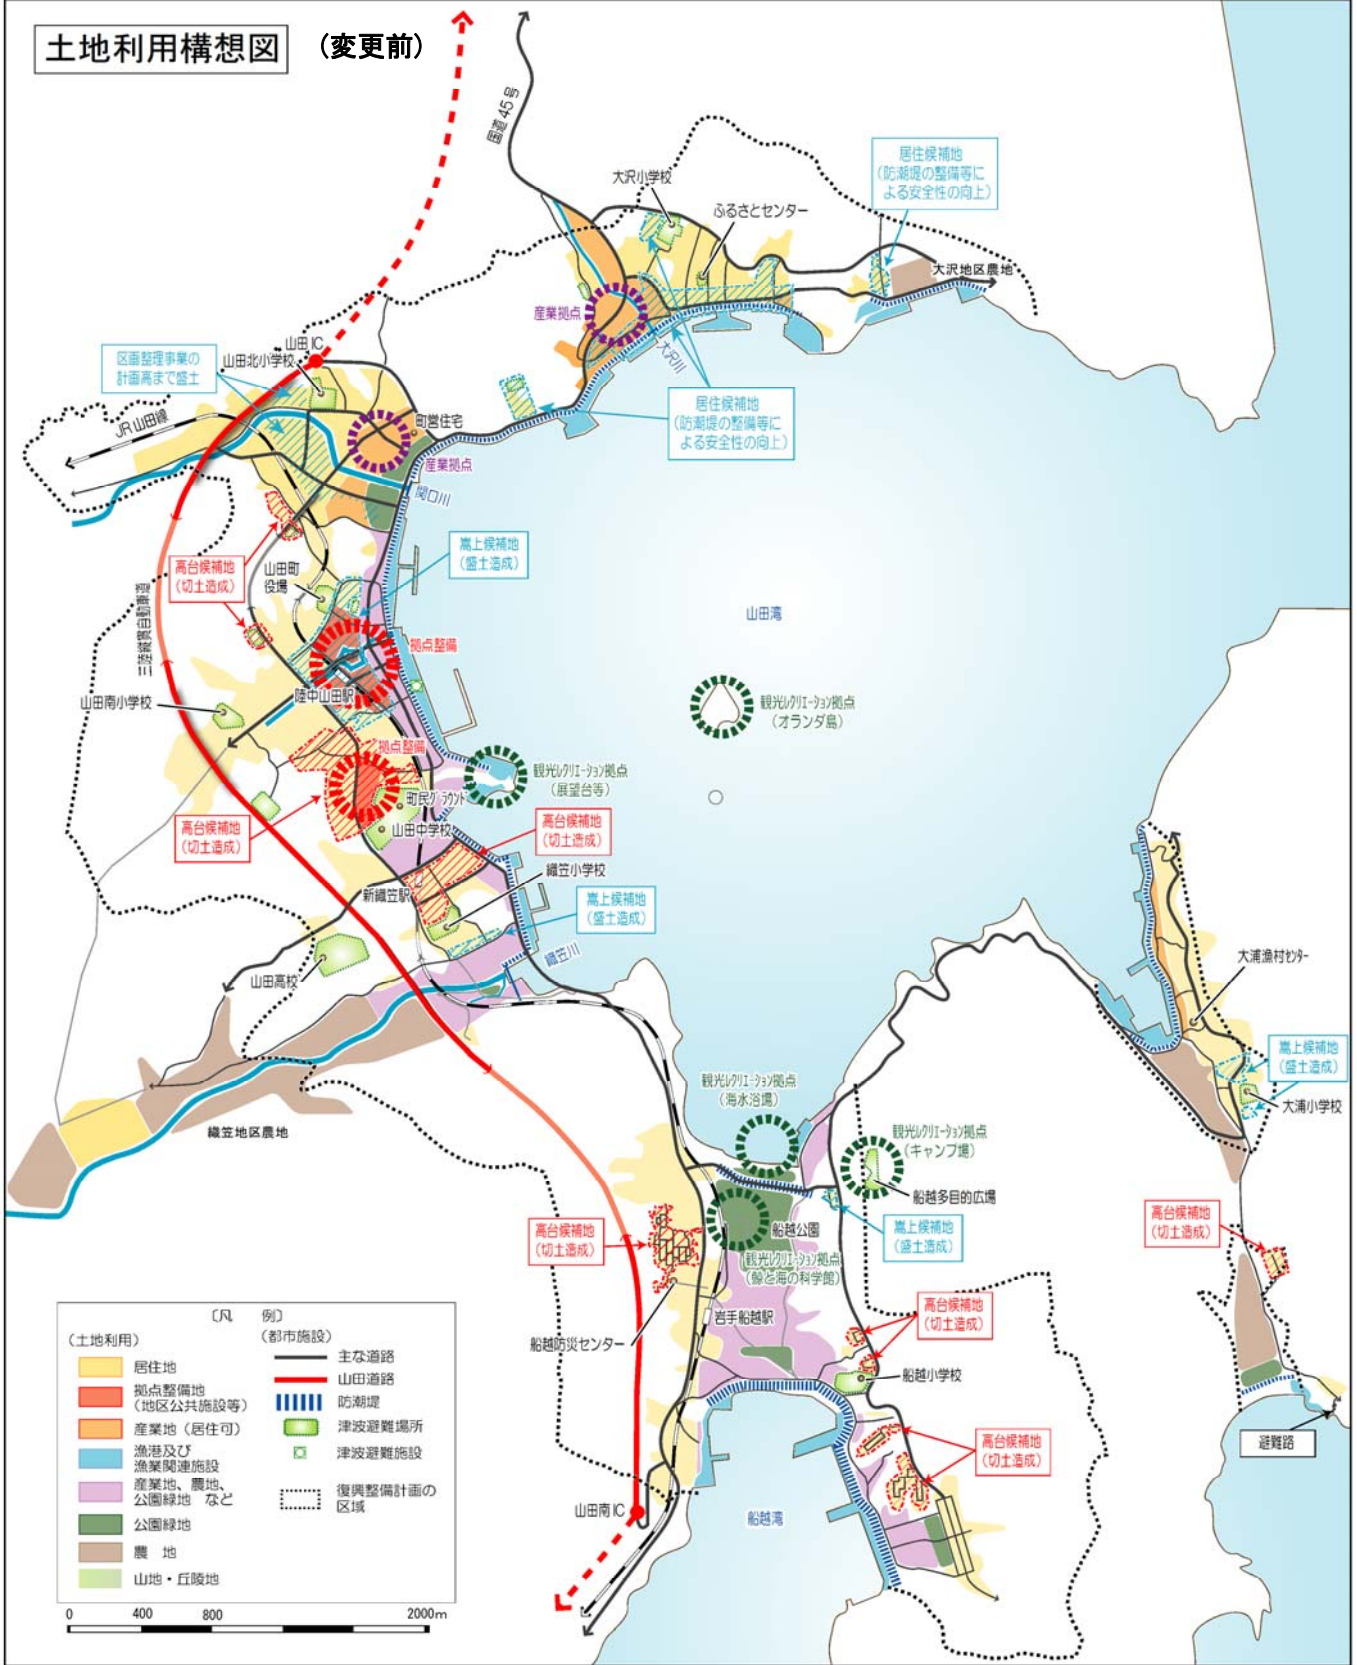 土地利用構想図
（変更前）
国道45号
大沢小学校
ふるさとセンター
居住候補地
（防潮堤の整備等に
よる安全性の向上）
大沢地区農地
産業拠点
大沢川
居住候補地
（防潮堤の整備等に
よる安全性の向上）
区画整理事業の
計画高まで盛土
山田IC
山田北小学校
JR山田線
町営住宅
産業拠点
関口川
高台候補地
（切土造成）
山田町
役場
嵩上候補地
（盛土造成）
三陸縦貫自動車道
拠点整備
山田湾
陸中山田駅
山田南小学校
観光レクリエーション拠点
（オランダ島）
拠点整備
観光レクリエーション拠点
（展望台等）
町民グラウンド
高台候補地
（切土造成）
山田中学校
高台候補地
（切土造成）
織笠小学校
新織笠駅
嵩上候補地
（盛土造成）
織笠川
山田高校
大浦漁村センター
嵩上候補地
（盛土造成）
大浦小学校
織笠地区農地
観光レクリエーション拠点
（海水浴場）
観光レクリエーション拠点
（キャンプ場）
船越多目的広場
高台候補地
（切土造成）
船越公園
嵩上候補地
（盛土造成）
高台候補地
（切土造成）
観光レクリエーション拠点
（鯨と海の科学館）
岩手船越駅
高台候補地
（切土造成）
船越防災センター
船越小学校
高台候補地
（切土造成）
避難路
山田南IC
船越湾
〔凡　例〕
（土地利用）
居住地
拠点整備地
（地区公共施設等）
産業地（居住可）
漁港及び
漁業関連施設
産業地、農地、
公園緑地　など
公園緑地
農　地
山地・丘陵地
（都市施設）
主な道路
山田道路
防潮堤
津波避難場所
津波避難施設
復興整備計画の
区域
0 400 800 2000m